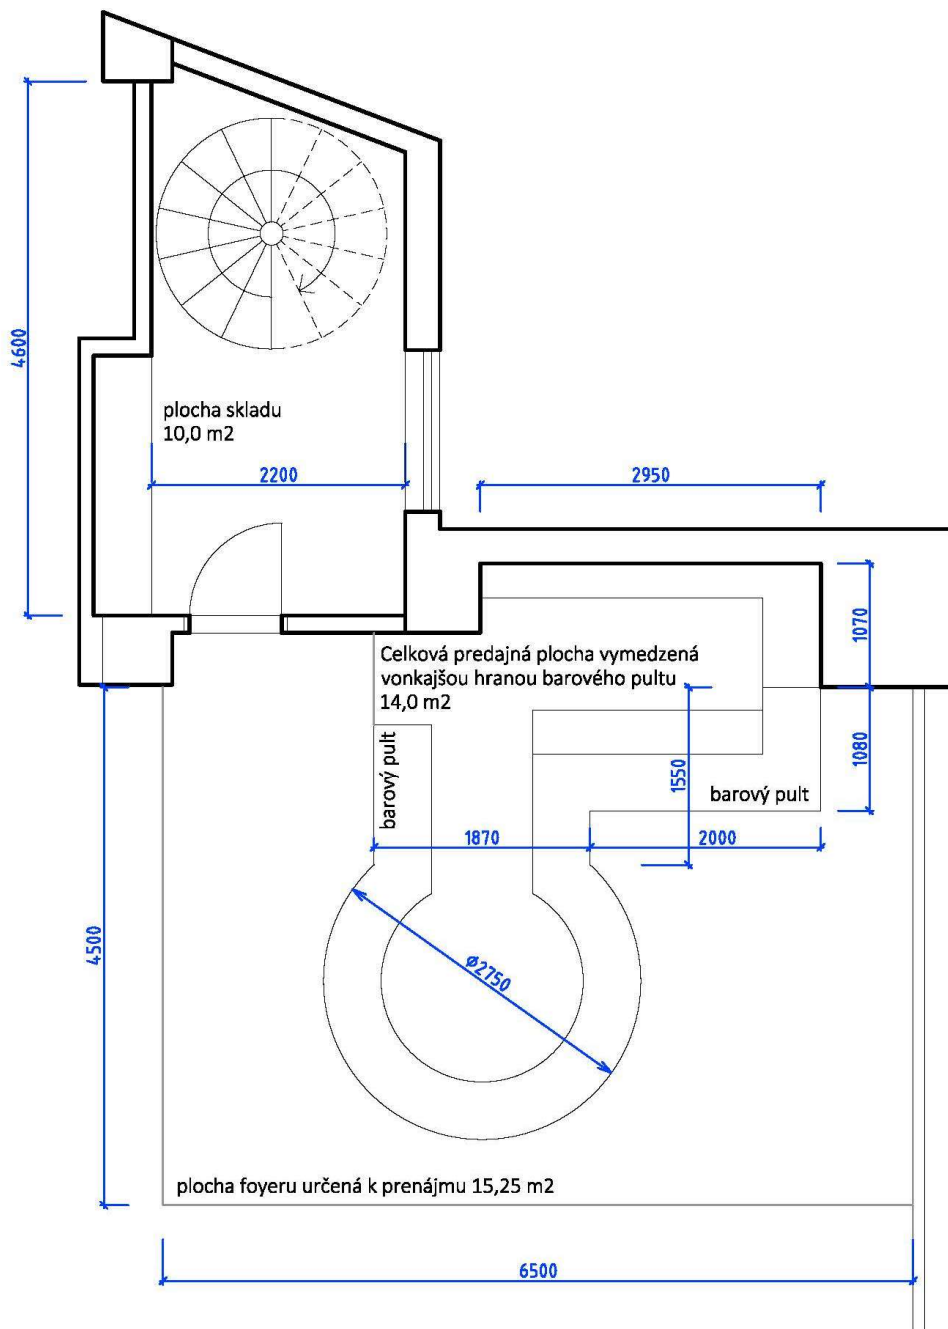 4600
plocha skladu
10,0 m2
2200
2950
1070
Celková predajná plocha vymedzená
vonkajšou hranou barového pultu
14,0 m2
barový pult
1550
1080
barový pult
1870
2000
4500
ø2750
plocha foyeru určená k prenájmu 15,25 m2
6500